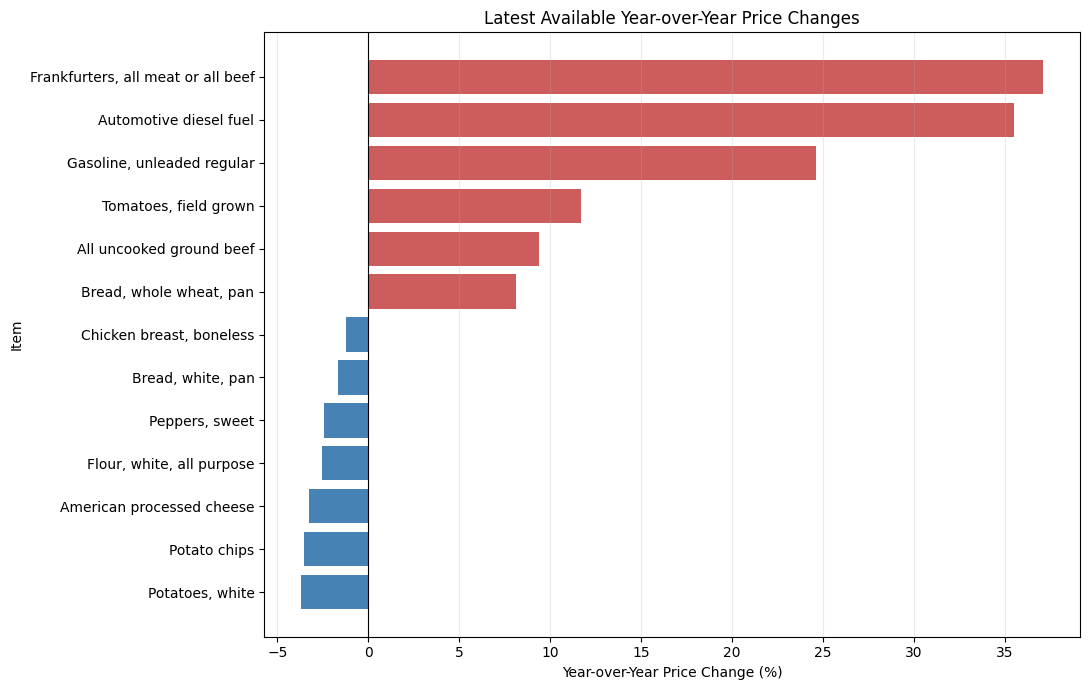 Latest Available Year-over-Year Price Changes
Frankfurters, all meat or all beef
Automotive diesel fuel
Gasoline, unleaded regular
Tomatoes, field grown
All uncooked ground beef
Bread, whole wheat, pan
Chicken breast, boneless
Bread, white, pan
Peppers, sweet
Flour, white, all purpose
American processed cheese
Potato chips
Potatoes, white
Item
−5 0 5 10 15 20 25 30 35
Year-over-Year Price Change (%)